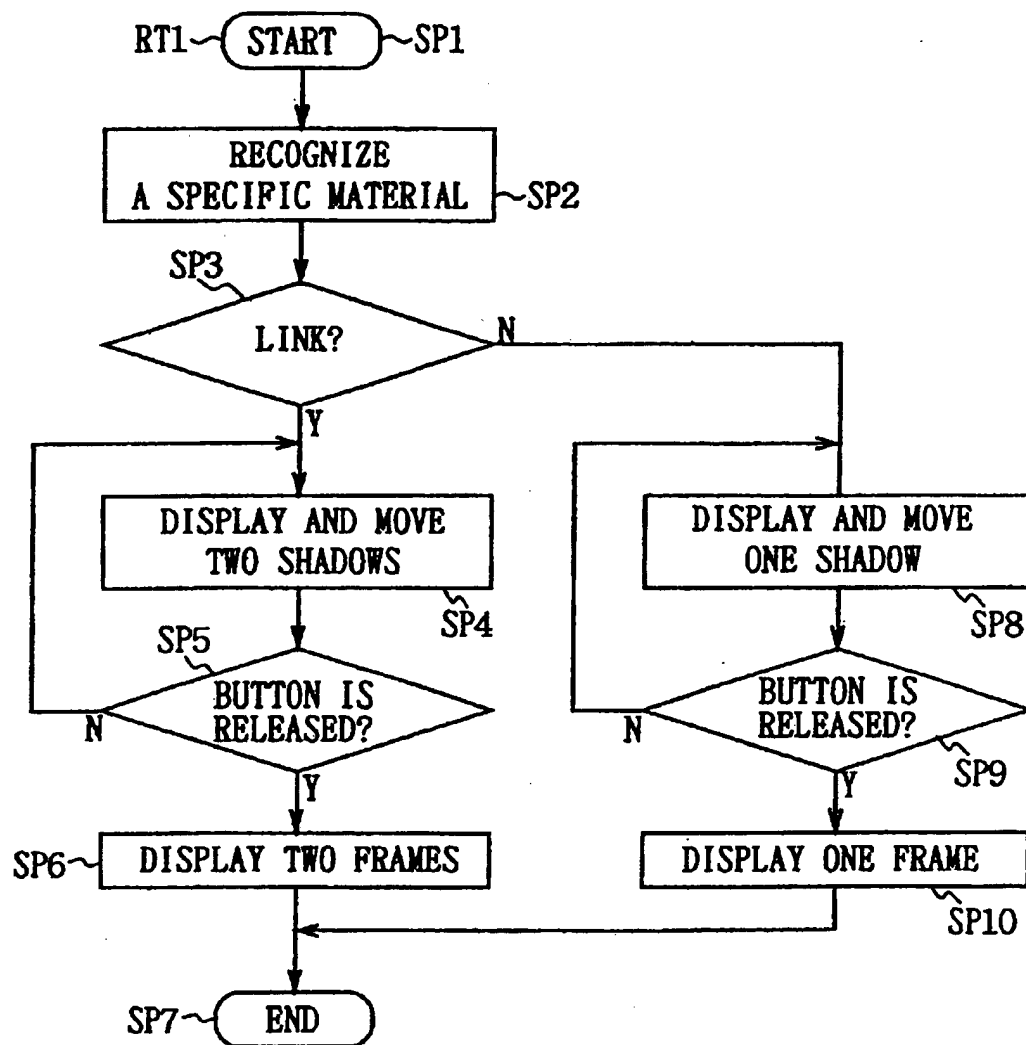 RT1 START SP1
RECOGNIZE
A SPECIFIC MATERIAL
SP2
SP3
LINK?
N
Y
DISPLAY AND MOVE
TWO SHADOWS
SP4
SP5
BUTTON IS
RELEASED?
N
Y
SP6 DISPLAY TWO FRAMES
DISPLAY AND MOVE
ONE SHADOW
SP8
BUTTON IS
RELEASED?
N
SP9
Y
DISPLAY ONE FRAME
SP10
SP7 END